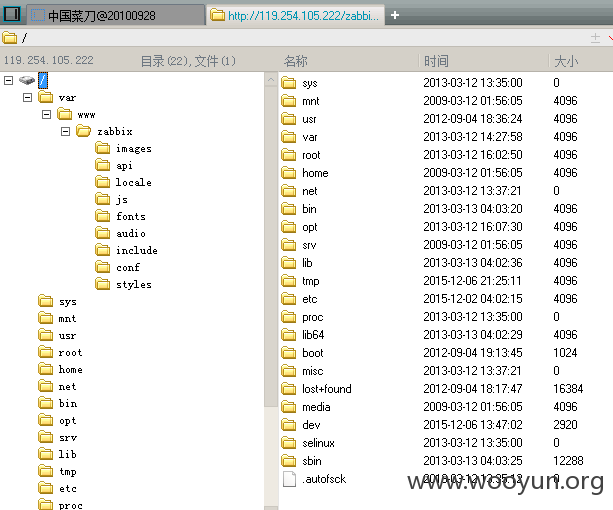 中国菜刀@20100928 http://119.254.105.222/zabbi...
/
119.254.105.222 目录(22),文件(1) 名称 时间 大小
/
var
www
zabbix
images
api
locale
js
fonts
audio
include
conf
styles
sys
mnt
usr
root
home
net
bin
opt
srv
lib
tmp
etc
proc
sys 2013-03-12 13:35:00 0
mnt 2009-03-12 01:56:05 4096
usr 2012-09-04 18:36:24 4096
var 2013-03-12 14:27:58 4096
root 2013-03-12 16:02:50 4096
home 2009-03-12 01:56:05 4096
net 2013-03-12 13:37:21 0
bin 2013-03-13 04:03:20 4096
opt 2013-03-12 16:07:30 4096
srv 2009-03-12 01:56:05 4096
lib 2013-03-13 04:02:36 4096
tmp 2015-12-06 21:25:11 4096
etc 2015-12-02 04:02:15 4096
proc 2013-03-12 13:35:00 0
lib64 2013-03-13 04:02:29 4096
boot 2012-09-04 19:13:45 1024
misc 2013-03-12 13:37:21 0
lost+found 2012-09-04 18:17:47 16384
media 2009-03-12 01:56:05 4096
dev 2015-12-06 13:47:02 2920
selinux 2013-03-12 13:35:00 0
sbin 2013-03-13 04:03:25 12288
.autofsck
www.wooyun.org